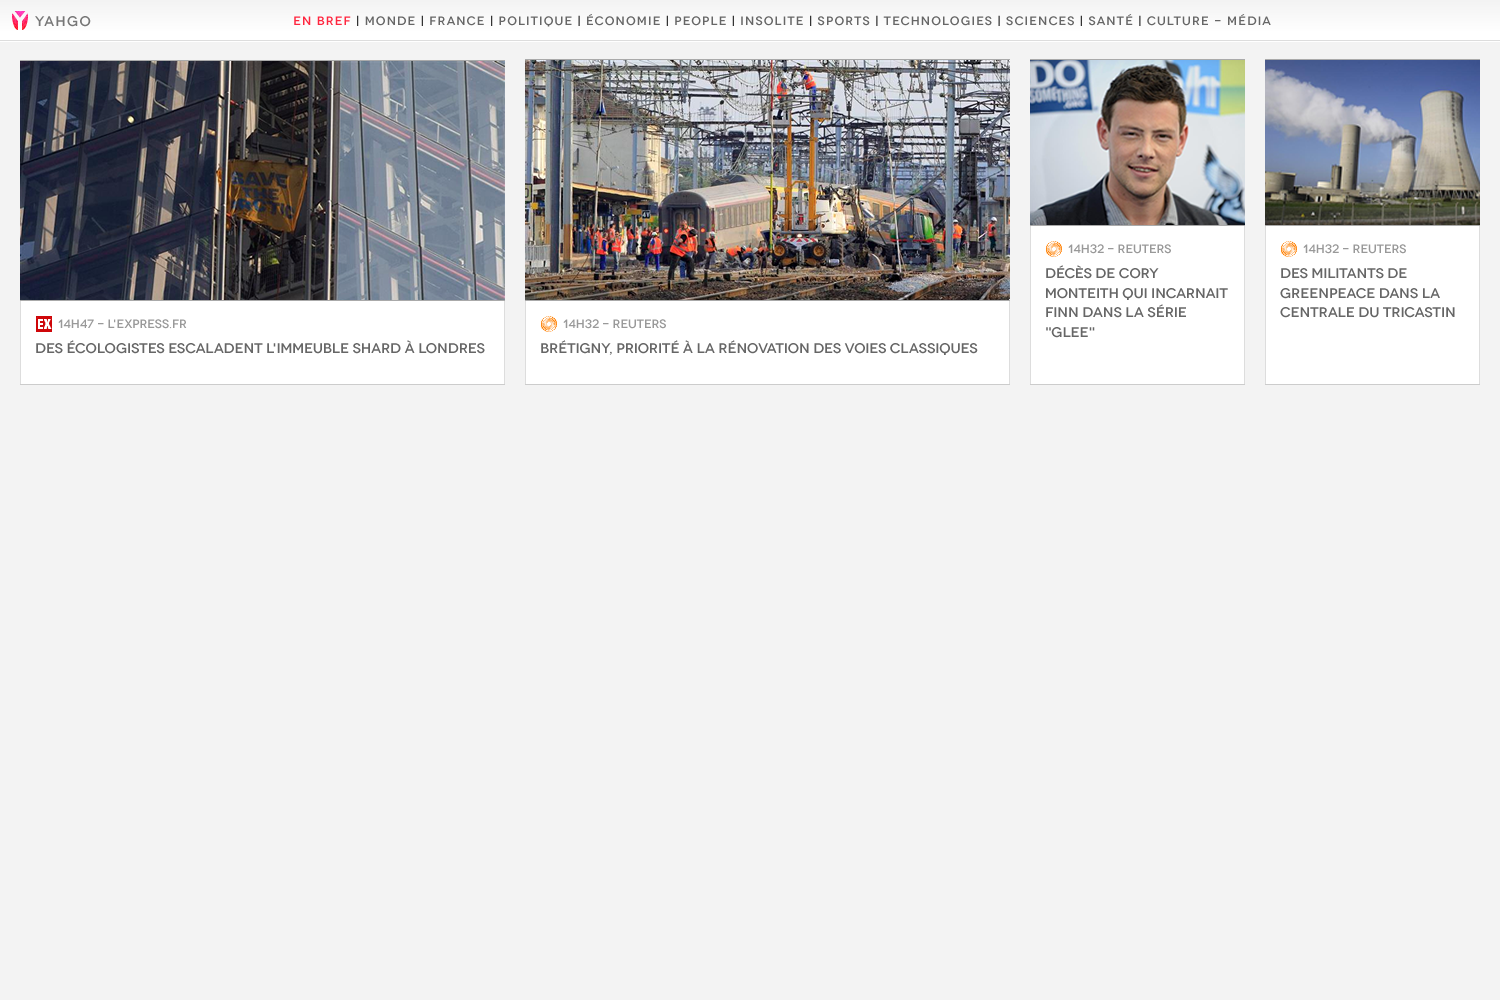 YAHGO
EN BREF | MONDE | FRANCE | POLITIQUE | ÉCONOMIE | PEOPLE | INSOLITE | SPORTS | TECHNOLOGIES | SCIENCES | SANTÉ | CULTURE – MÉDIA
SAVE
THE
ARCTIC
DO
SOMETHING
EX 14H47 – L'EXPRESS.FR
DES ÉCOLOGISTES ESCALADENT L'IMMEUBLE SHARD À LONDRES
14H32 – REUTERS
BRÉTIGNY, PRIORITÉ À LA RÉNOVATION DES VOIES CLASSIQUES
14H32 – REUTERS
DÉCÈS DE CORY
MONTEITH QUI INCARNAIT
FINN DANS LA SÉRIE
"GLEE"
14H32 – REUTERS
DES MILITANTS DE
GREENPEACE DANS LA
CENTRALE DU TRICASTIN